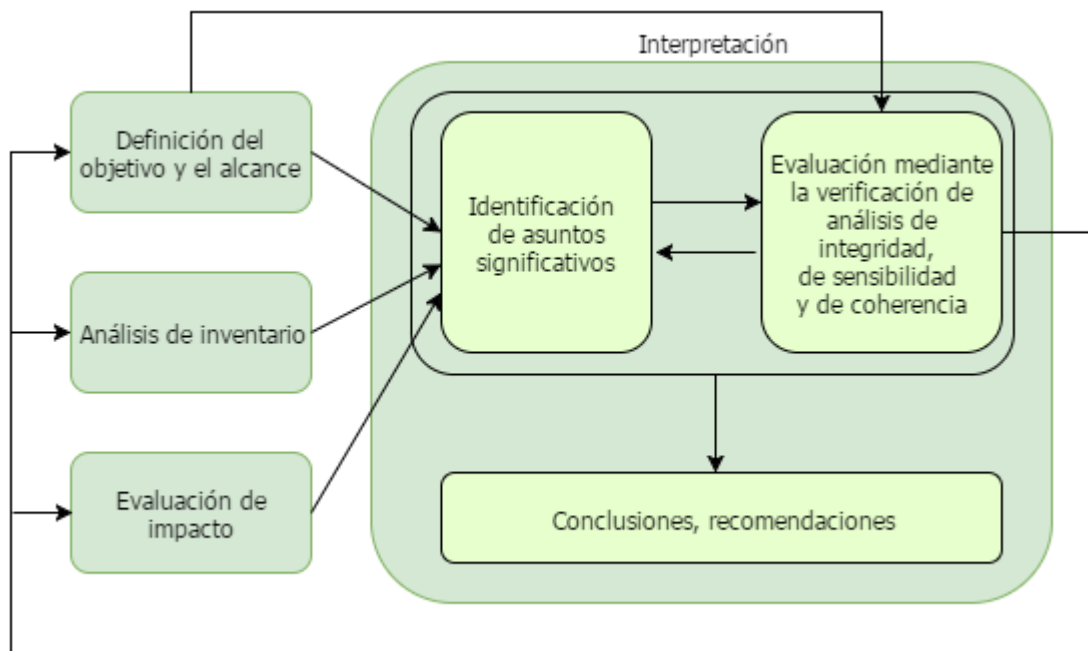 Interpretación
Definición del
objetivo y el alcance
Análisis de inventario
Evaluación de
impacto
Identificación
de asuntos
significativos
Evaluación mediante
la verificación de
análisis de
integridad,
de sensibilidad
y de coherencia
Conclusiones, recomendaciones